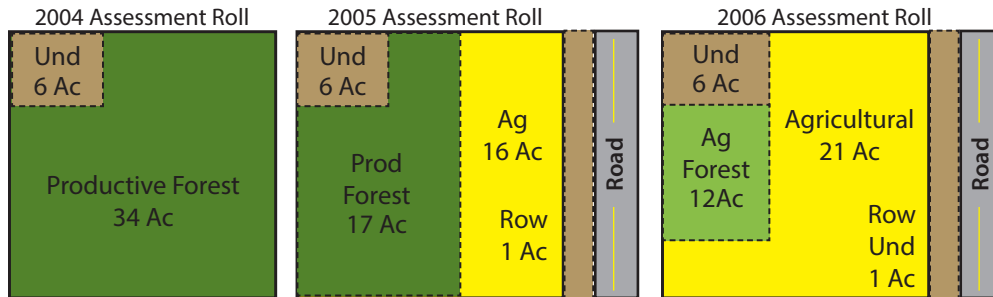 2004 Assessment Roll
Und
6 Ac
Productive Forest
34 Ac
2005 Assessment Roll
Und
6 Ac
Prod
Forest
17 Ac
Ag
16 Ac
Row
1 Ac
Road
2006 Assessment Roll
Und
6 Ac
Ag
Forest
12Ac
Agricultural
21 Ac
Row
Und
1 Ac
Road